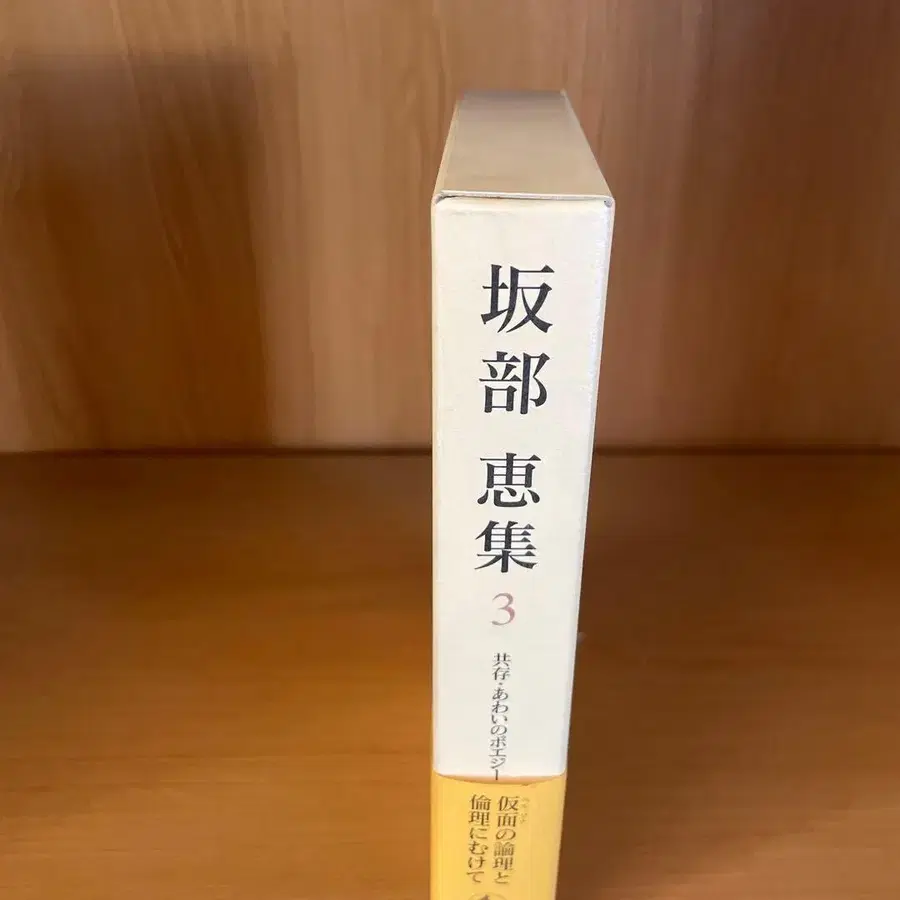 坂部恵集
3
共存・あわいのポエジー
仮面の論理と
倫理にむけて